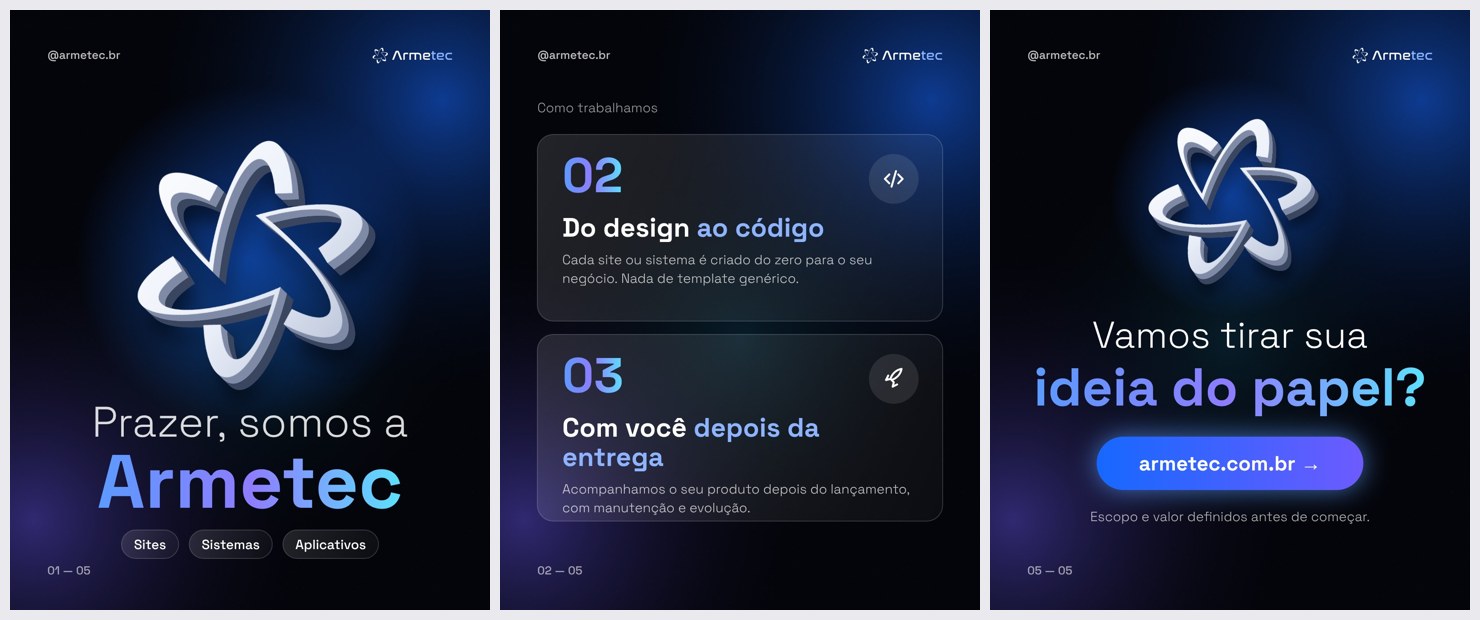 @armetec.br
Armetec
Prazer, somos a
Armetec
Sites
Sistemas
Aplicativos
01 — 05
@armetec.br
Armetec
Como trabalhamos
02
</>
Do design ao código
Cada site ou sistema é criado do zero para o seu
negócio. Nada de template genérico.
03
Com você depois da
entrega
Acompanhamos o seu produto depois do lançamento,
com manutenção e evolução.
02 — 05
@armetec.br
Armetec
Vamos tirar sua
ideia do papel?
armetec.com.br →
Escopo e valor definidos antes de começar.
05 — 05